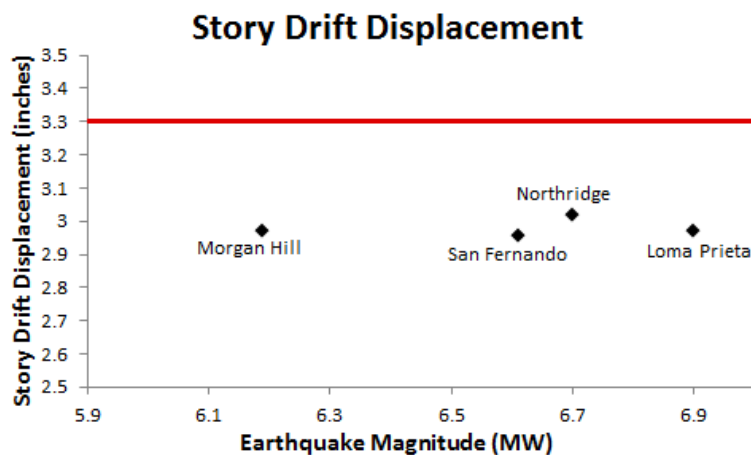 Story Drift Displacement
Story Drift Displacement (inches)
3.5
3.4
3.3
3.2
3.1
3
2.9
2.8
2.7
2.6
2.5
Northridge
Morgan Hill
San Fernando
Loma Prieta
5.9 6.1 6.3 6.5 6.7 6.9
Earthquake Magnitude (MW)